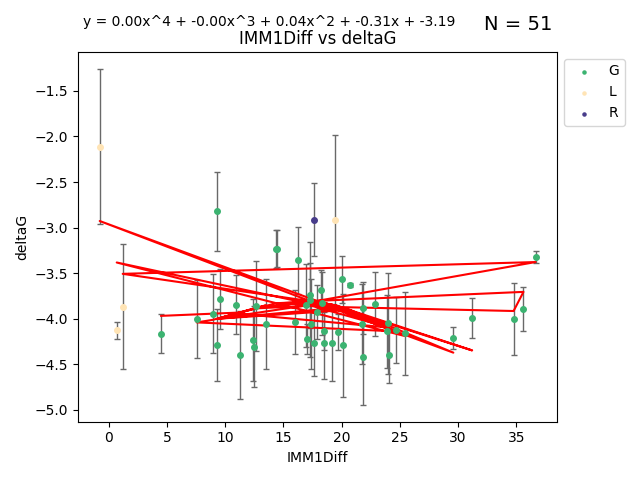 y = 0.00x^4 + -0.00x^3 + 0.04x^2 + -0.31x + -3.19
N = 51
IMM1Diff vs deltaG
G
L
R
−1.5
−2.0
−2.5
−3.0
−3.5
−4.0
−4.5
−5.0
deltaG
0 5 10 15 20 25 30 35
IMM1Diff